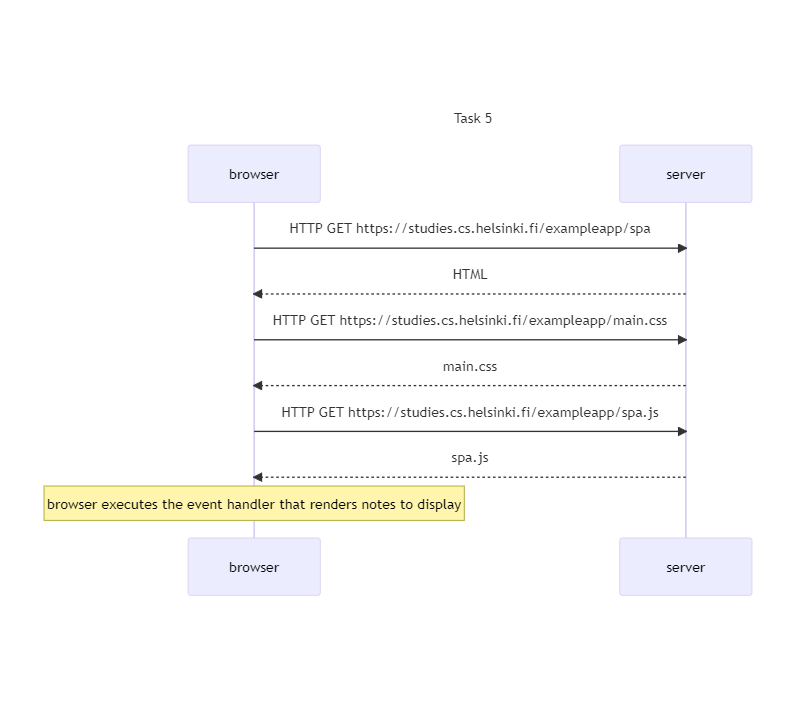 Task 5
browser
server
HTTP GET https://studies.cs.helsinki.fi/exampleapp/spa
HTML
HTTP GET https://studies.cs.helsinki.fi/exampleapp/main.css
main.css
HTTP GET https://studies.cs.helsinki.fi/exampleapp/spa.js
spa.js
browser executes the event handler that renders notes to display
browser
server